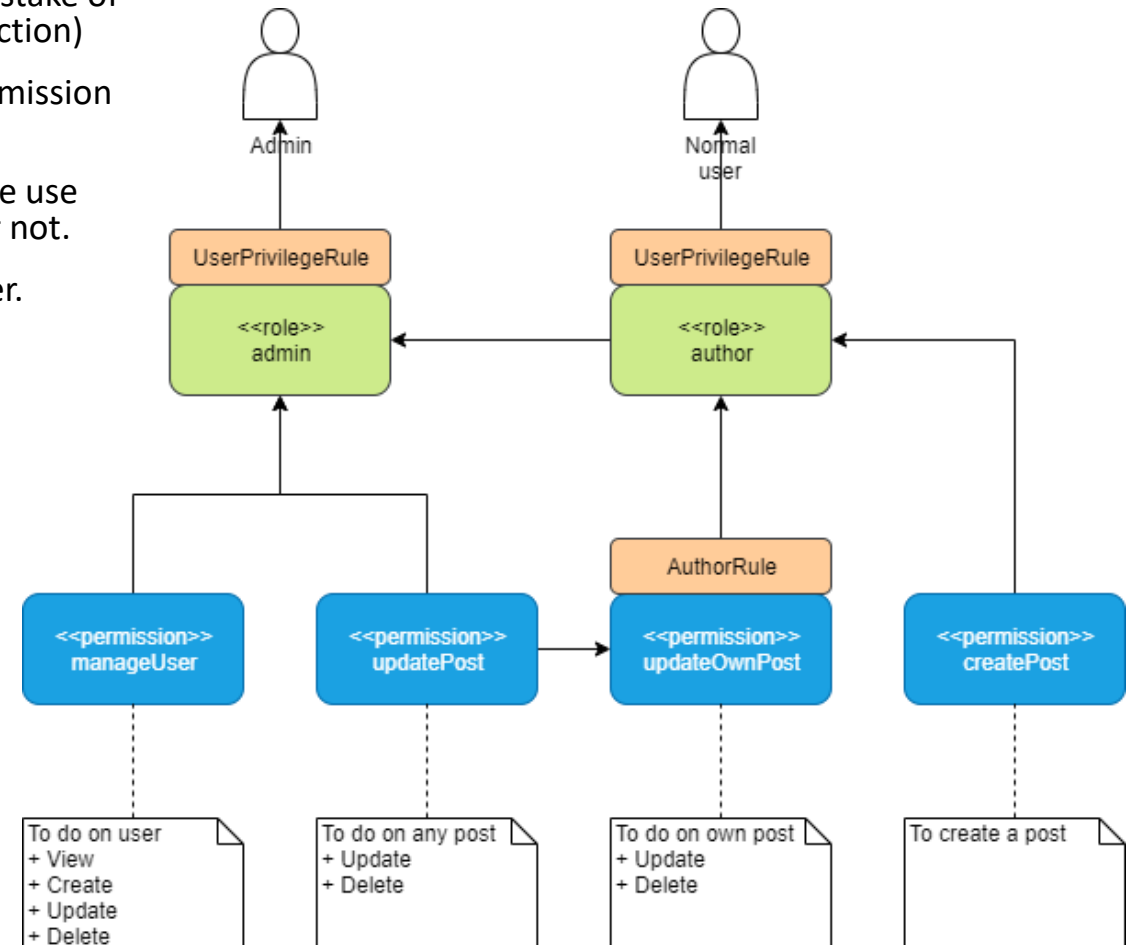 ction)
mission
e use
not.
er.
Admin
Normal
user
UserPrivilegeRule
UserPrivilegeRule
<<role>>
admin
<<role>>
author
AuthorRule
<<permission>>
manageUser
<<permission>>
updatePost
<<permission>>
updateOwnPost
<<permission>>
createPost
To do on user
+ View
+ Create
+ Update
+ Delete
To do on any post
+ Update
+ Delete
To do on own post
+ Update
+ Delete
To create a post